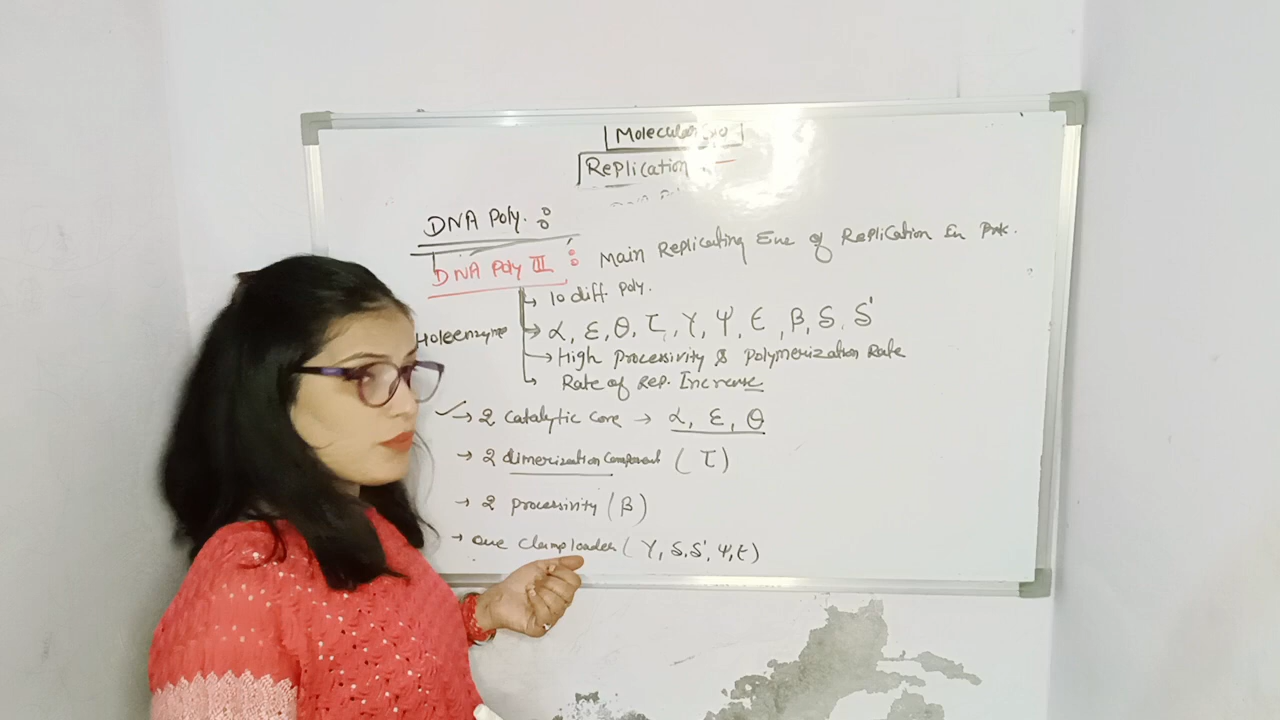 Molecular
Replication
DNA Poly. :
DNA Poly III : Main Replicating Enz of Replication In Prok.
10 diff poly.
Holeenzyme → α, ε, θ, τ, γ, ψ, ϵ, β, δ, δ'
→ High Processivity & Polymerization Rate
Rate of Rep. Increase
✓→ 2 Catalytic Core → α, ε, θ
→ 2 dimerization Component (τ)
→ 2 Processivity (β)
→ One Clamploader (γ, δ, δ', ψ, ϵ)